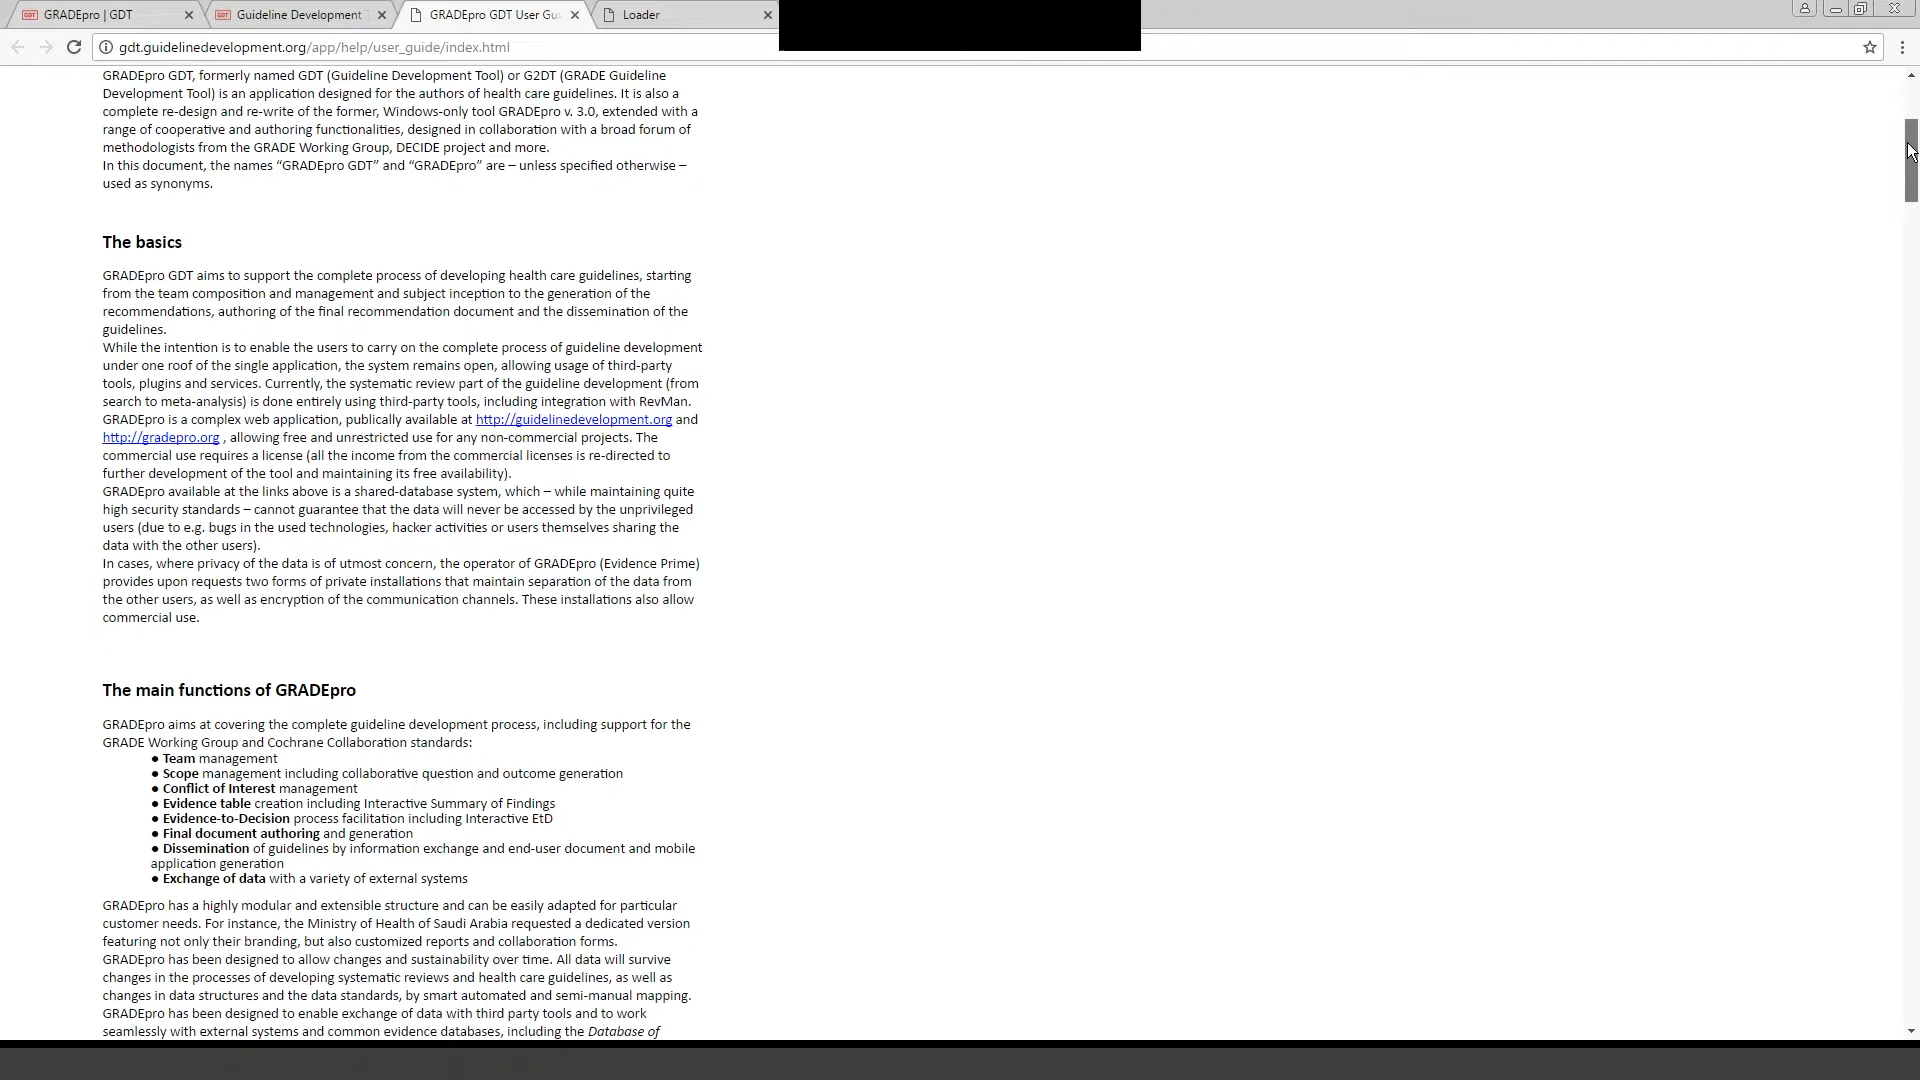 GRADEpro | GDT
Guideline Development
GRADEpro GDT User Gu
Loader
gdt.guidelinedevelopment.org/app/help/user_guide/index.html
GRADEpro GDT, formerly named GDT (Guideline Development Tool) or G2DT (GRADE Guideline
Development Tool) is an application designed for the authors of health care guidelines. It is also a
complete re-design and re-write of the former, Windows-only tool GRADEpro v. 3.0, extended with a
range of cooperative and authoring functionalities, designed in collaboration with a broad forum of
methodologists from the GRADE Working Group, DECIDE project and more.
In this document, the names “GRADEpro GDT” and “GRADEpro” are – unless specified otherwise –
used as synonyms.
The basics
GRADEpro GDT aims to support the complete process of developing health care guidelines, starting
from the team composition and management and subject inception to the generation of the
recommendations, authoring of the final recommendation document and the dissemination of the
guidelines.
While the intention is to enable the users to carry on the complete process of guideline development
under one roof of the single application, the system remains open, allowing usage of third-party
tools, plugins and services. Currently, the systematic review part of the guideline development (from
search to meta-analysis) is done entirely using third-party tools, including integration with RevMan.
GRADEpro is a complex web application, publically available at http://guidelinedevelopment.org and
http://gradepro.org , allowing free and unrestricted use for any non-commercial projects. The
commercial use requires a license (all the income from the commercial licenses is re-directed to
further development of the tool and maintaining its free availability).
GRADEpro available at the links above is a shared-database system, which – while maintaining quite
high security standards – cannot guarantee that the data will never be accessed by the unprivileged
users (due to e.g. bugs in the used technologies, hacker activities or users themselves sharing the
data with the other users).
In cases, where privacy of the data is of utmost concern, the operator of GRADEpro (Evidence Prime)
provides upon requests two forms of private installations that maintain separation of the data from
the other users, as well as encryption of the communication channels. These installations also allow
commercial use.
The main functions of GRADEpro
GRADEpro aims at covering the complete guideline development process, including support for the
GRADE Working Group and Cochrane Collaboration standards:
● Team management
● Scope management including collaborative question and outcome generation
● Conflict of Interest management
● Evidence table creation including Interactive Summary of Findings
● Evidence-to-Decision process facilitation including Interactive EtD
● Final document authoring and generation
● Dissemination of guidelines by information exchange and end-user document and mobile
application generation
● Exchange of data with a variety of external systems
GRADEpro has a highly modular and extensible structure and can be easily adapted for particular
customer needs. For instance, the Ministry of Health of Saudi Arabia requested a dedicated version
featuring not only their branding, but also customized reports and collaboration forms.
GRADEpro has been designed to allow changes and sustainability over time. All data will survive
changes in the processes of developing systematic reviews and health care guidelines, as well as
changes in data structures and the data standards, by smart automated and semi-manual mapping.
GRADEpro has been designed to enable exchange of data with third party tools and to work
seamlessly with external systems and common evidence databases, including the Database of